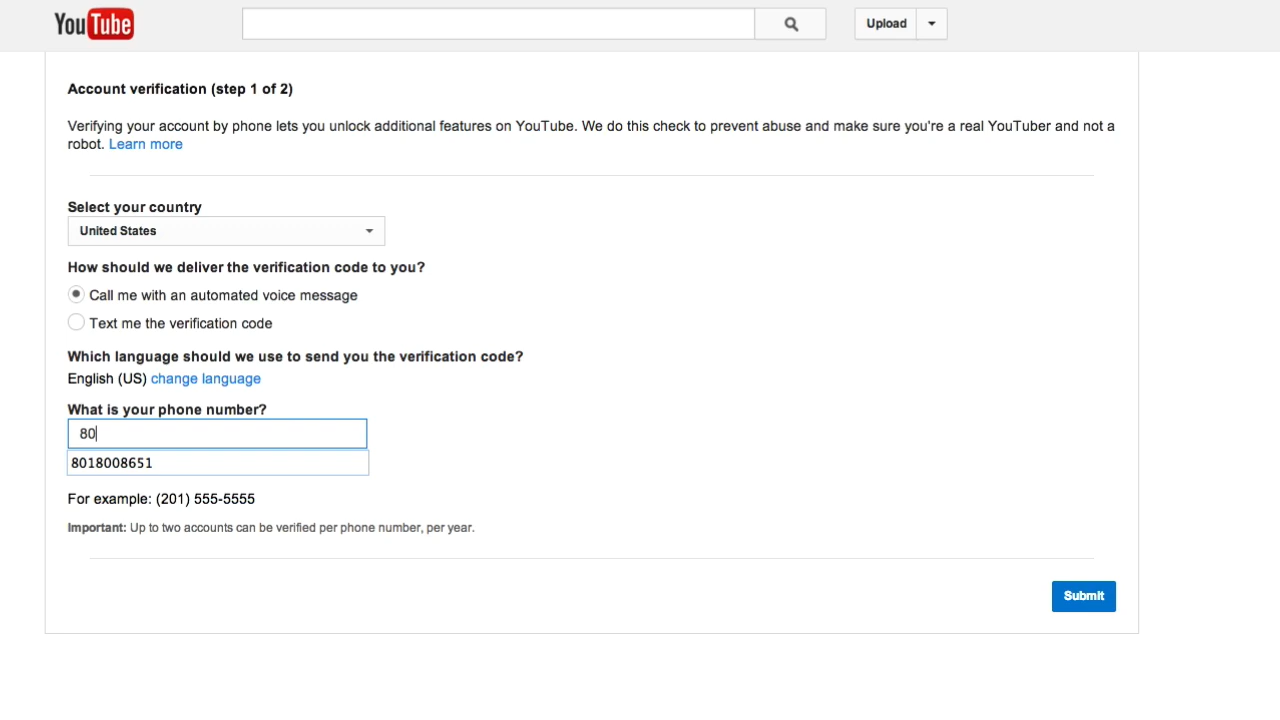 YouTube
Upload
Account verification (step 1 of 2)
Verifying your account by phone lets you unlock additional features on YouTube. We do this check to prevent abuse and make sure you're a real YouTuber and not a
robot. Learn more
Select your country
United States
How should we deliver the verification code to you?
Call me with an automated voice message
Text me the verification code
Which language should we use to send you the verification code?
English (US) change language
What is your phone number?
80
8018008651
For example: (201) 555-5555
Important: Up to two accounts can be verified per phone number, per year.
Submit